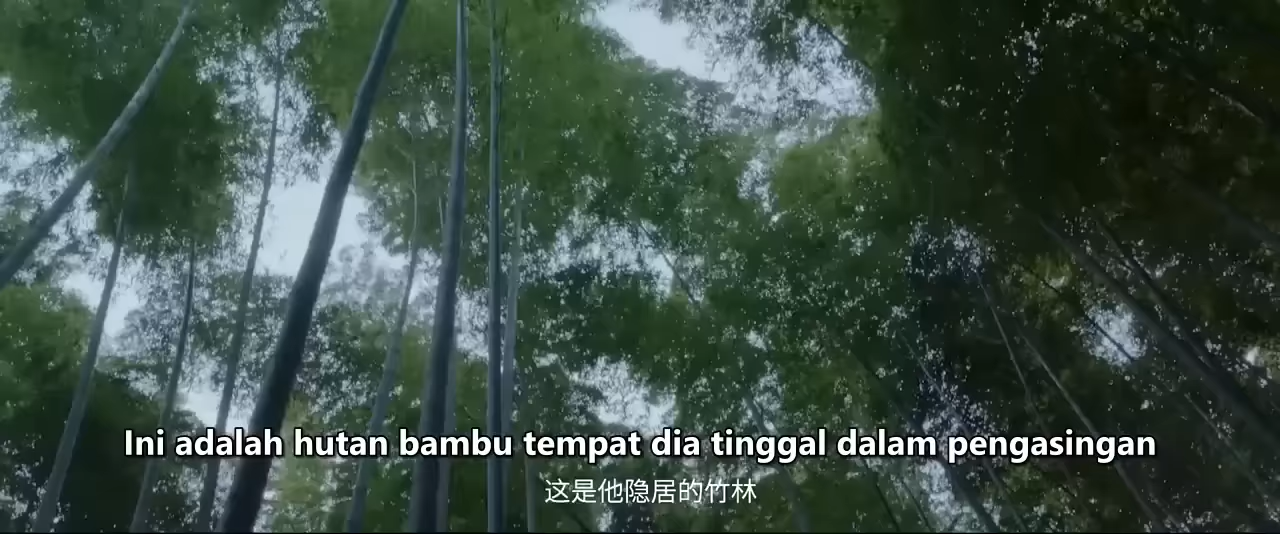 Ini adalah hutan bambu tempat dia tinggal dalam pengasingan
这是他隐居的竹林